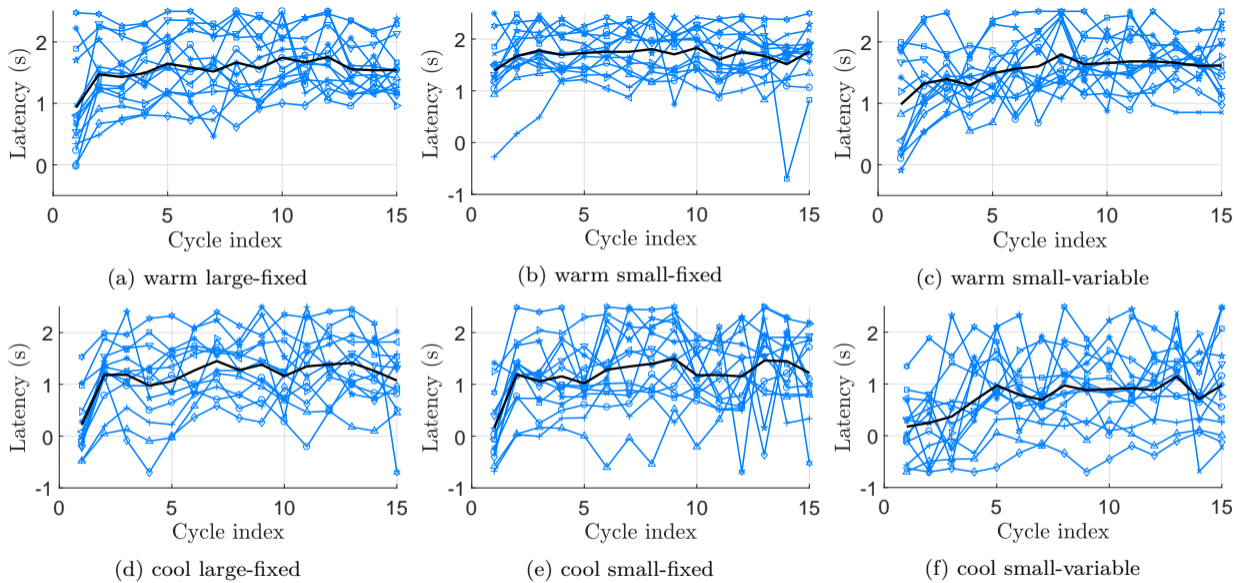 Latency (s)
2
1
0
0
5
10
15
Cycle index
(a) warm large-fixed
Latency (s)
2
1
0
-1
0
5
10
15
Cycle index
(b) warm small-fixed
Latency (s)
2
1
0
0
5
10
15
Cycle index
(c) warm small-variable
Latency (s)
2
1
0
-1
0
5
10
15
Cycle index
(d) cool large-fixed
Latency (s)
2
1
0
-1
0
5
10
15
Cycle index
(e) cool small-fixed
Latency (s)
2
1
0
-1
0
5
10
15
Cycle index
(f) cool small-variable